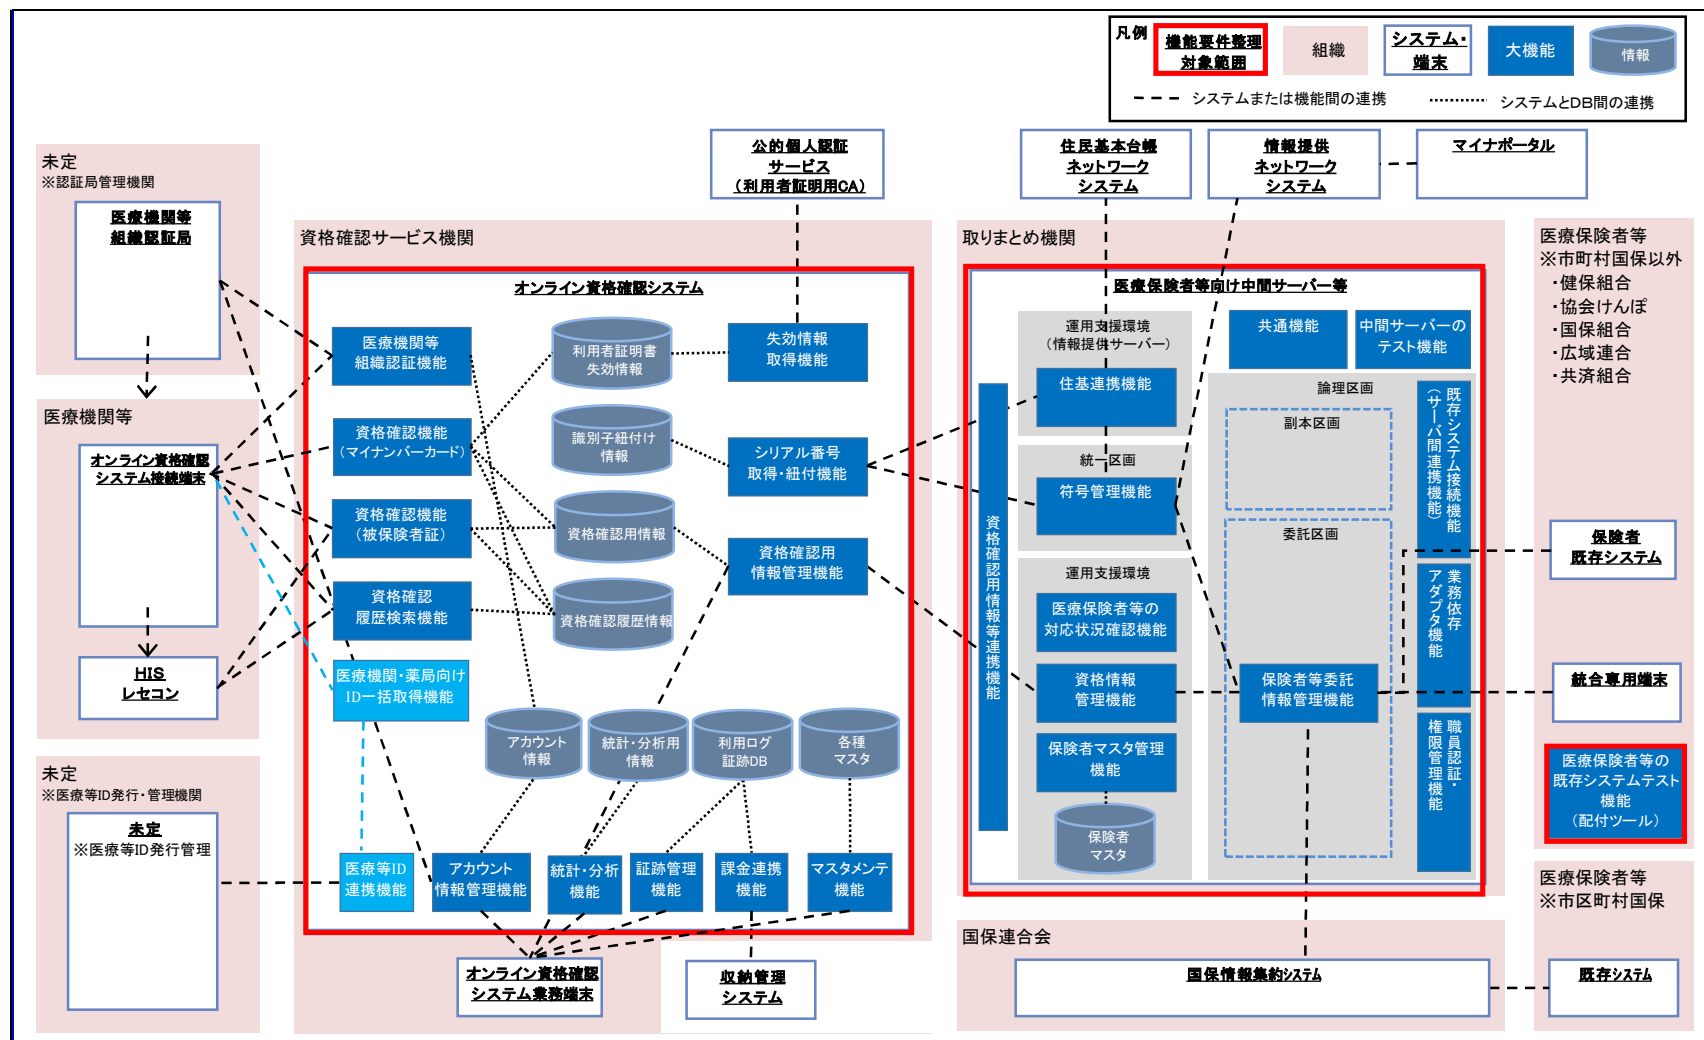 凡例
機能要件整理
対象範囲
組織
システム・
端末
大機能
情報
システムまたは機能間の連携
システムとDB間の連携
未定
※認証局管理機関
医療機関等
組織認証局
医療機関等
オンライン資格確認
システム接続端末
HIS
レセコン
未定
※医療等ID発行・管理機関
未定
※医療等ID発行管理
公的個人認証
サービス
(利用者証明用CA)
資格確認サービス機関
オンライン資格確認システム
医療機関等
組織認証機能
資格確認機能
(マイナンバーカード)
資格確認機能
(被保険者証)
資格確認
履歴検索機能
医療機関・薬局向け
ID一括取得機能
医療等ID
連携機能
利用者証明書
失効情報
識別子紐付け
情報
資格確認用情報
資格確認履歴情報
失効情報
取得機能
シリアル番号
取得・紐付機能
資格確認用
情報管理機能
アカウント
情報
統計・分析用
情報
利用ログ
証跡DB
各種
マスタ
アカウント
情報管理機能
統計・分析
機能
証跡管理
機能
課金連携
機能
マスタメンテ
機能
オンライン資格確認
システム業務端末
収納管理
システム
住民基本台帳
ネットワーク
システム
情報提供
ネットワーク
システム
マイナポータル
取りまとめ機関
医療保険者等向け中間サーバー等
資格確認用情報等連携機能
運用支援環境
(情報提供サーバー)
住基連携機能
統一区画
符号管理機能
運用支援環境
医療保険者等の
対応状況確認機能
資格情報
管理機能
保険者マスタ管理
機能
保険者
マスタ
共通機能
中間サーバーの
テスト機能
論理区画
副本区画
委託区画
保険者等委託
情報管理機能
既存システム接続機能
(サーバ間連携機能)
業務依存
アダプタ機能
職員認証・
権限管理機能
国保連合会
国保情報集約システム
医療保険者等
※市町村国保以外
・健保組合
・協会けんぽ
・国保組合
・広域連合
・共済組合
保険者
既存システム
統合専用端末
医療保険者等の
既存システムテスト
機能
(配付ツール)
医療保険者等
※市区町村国保
既存システム